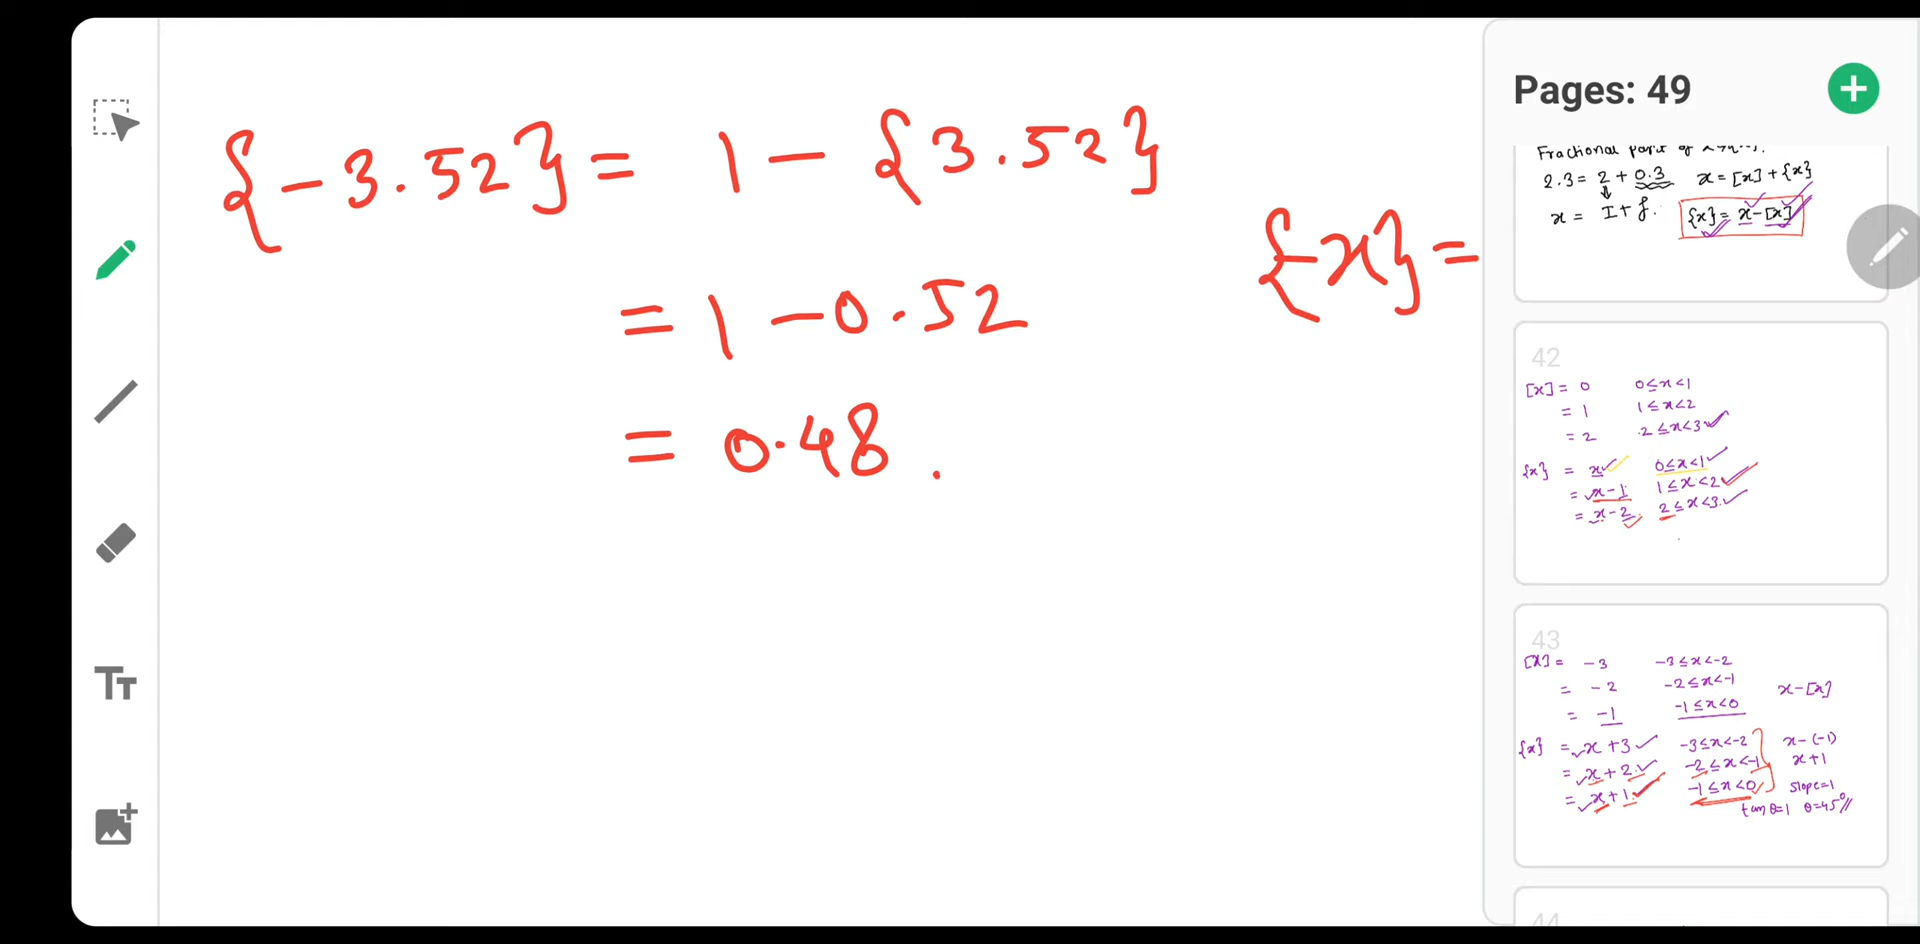 {-3.52} = 1 - {3.52}
{-x} =
= 1 - 0.52
= 0.48.
Pages: 49
Fractional part of
2.3 = 2 + 0.3 x = [x] + {x}
x = I + f. {x} = x - [x]
42
[x] = 0 0≤x<1
= 1 1≤x<2
= 2 2≤x<3
{x} = x 0≤x<1
= x-1 1≤x<2
= x-2 2≤x<3
43
[x] = -3 -3≤x<-2
= -2 -2≤x<-1 x-[x]
= -1 -1≤x<0
{x} = x+3 -3≤x<-2 x-(-1)
= x+2 -2≤x<-1 x+1
= x+1 -1≤x<0 slope=1
tan θ=1 θ=45°//
44
TT